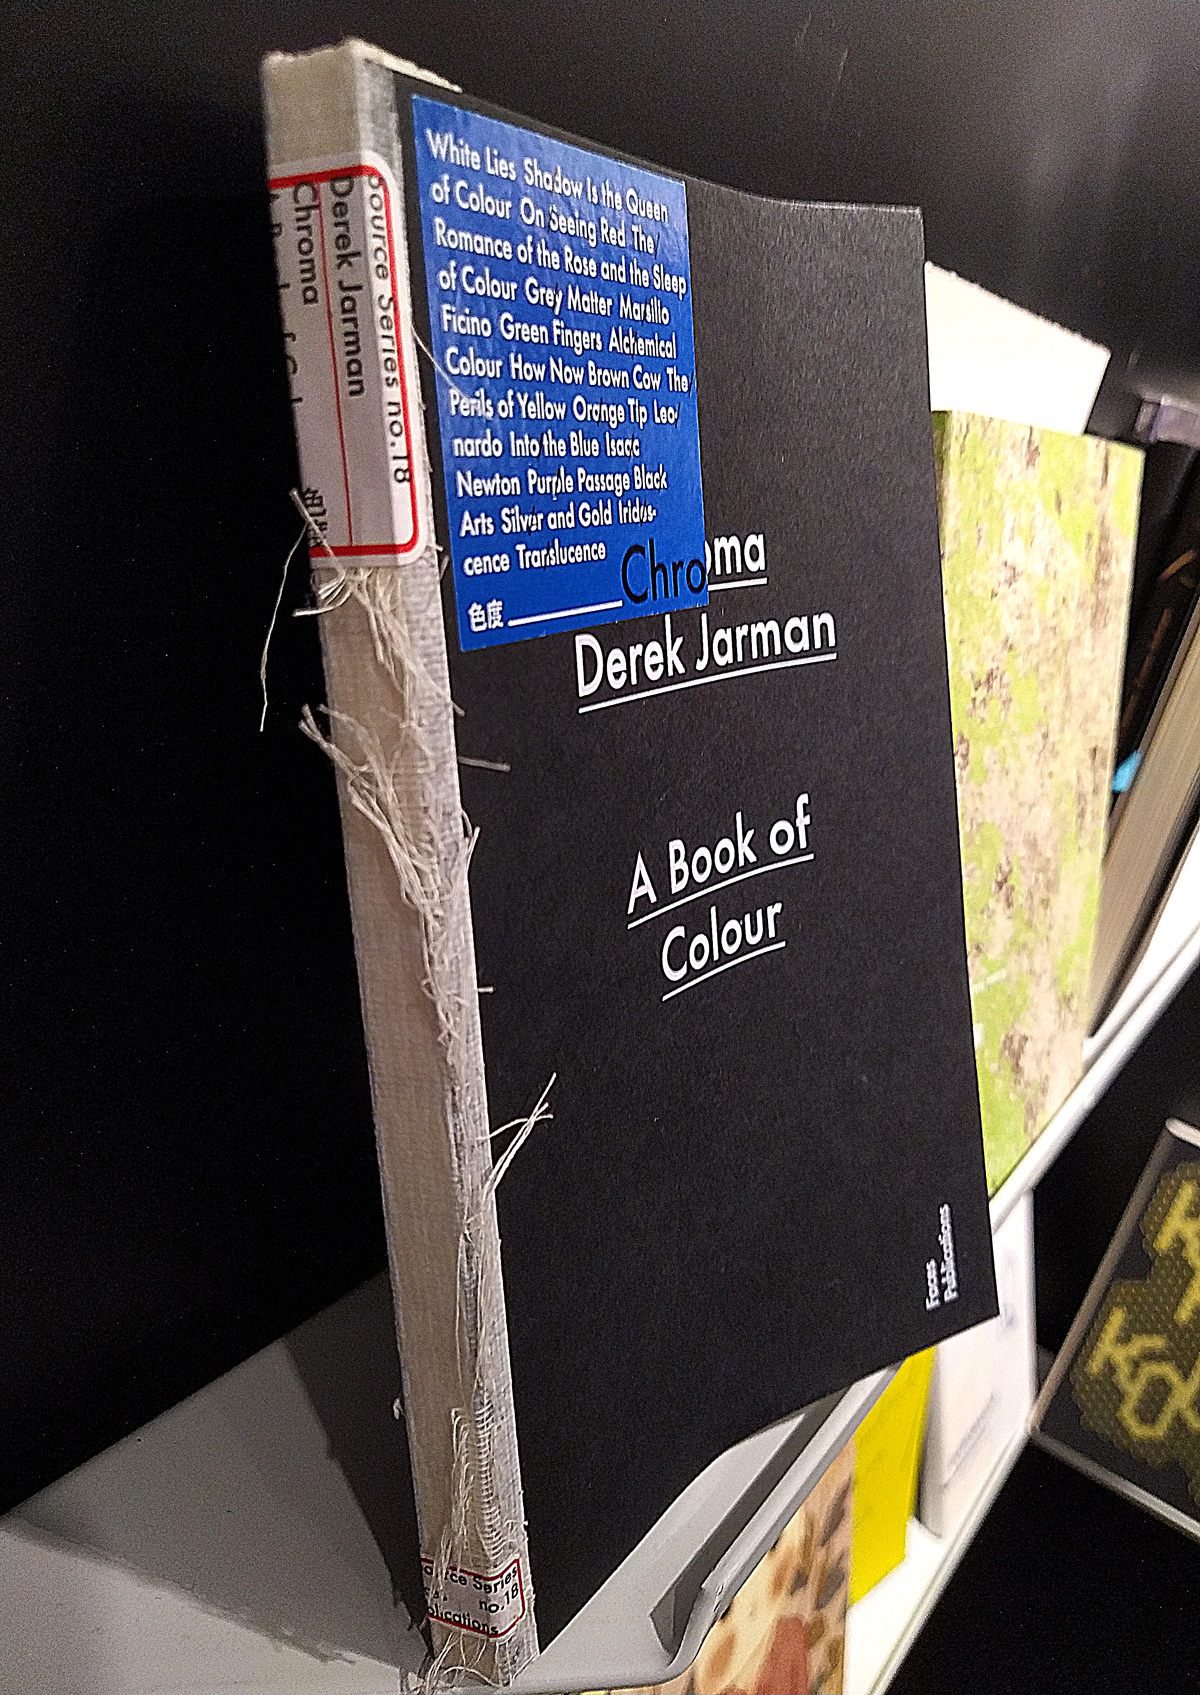 Source Series no.18
Derek Jarman
Chroma
White Lies Shadow Is the Queen
of Colour On Seeing Red The
Romance of the Rose and the Sleep
of Colour Grey Matter Marsilio
Ficino Green Fingers Alchemical
Colour How Now Brown Cow The
Perils of Yellow Orange Tip Leo-
nardo Into the Blue Isaac
Newton Purple Passage Black
Arts Silver and Gold Irides-
cence Translucence
色度 Chroma
Derek Jarman
A Book of
Colour
Faces
Publications
Series
no.18